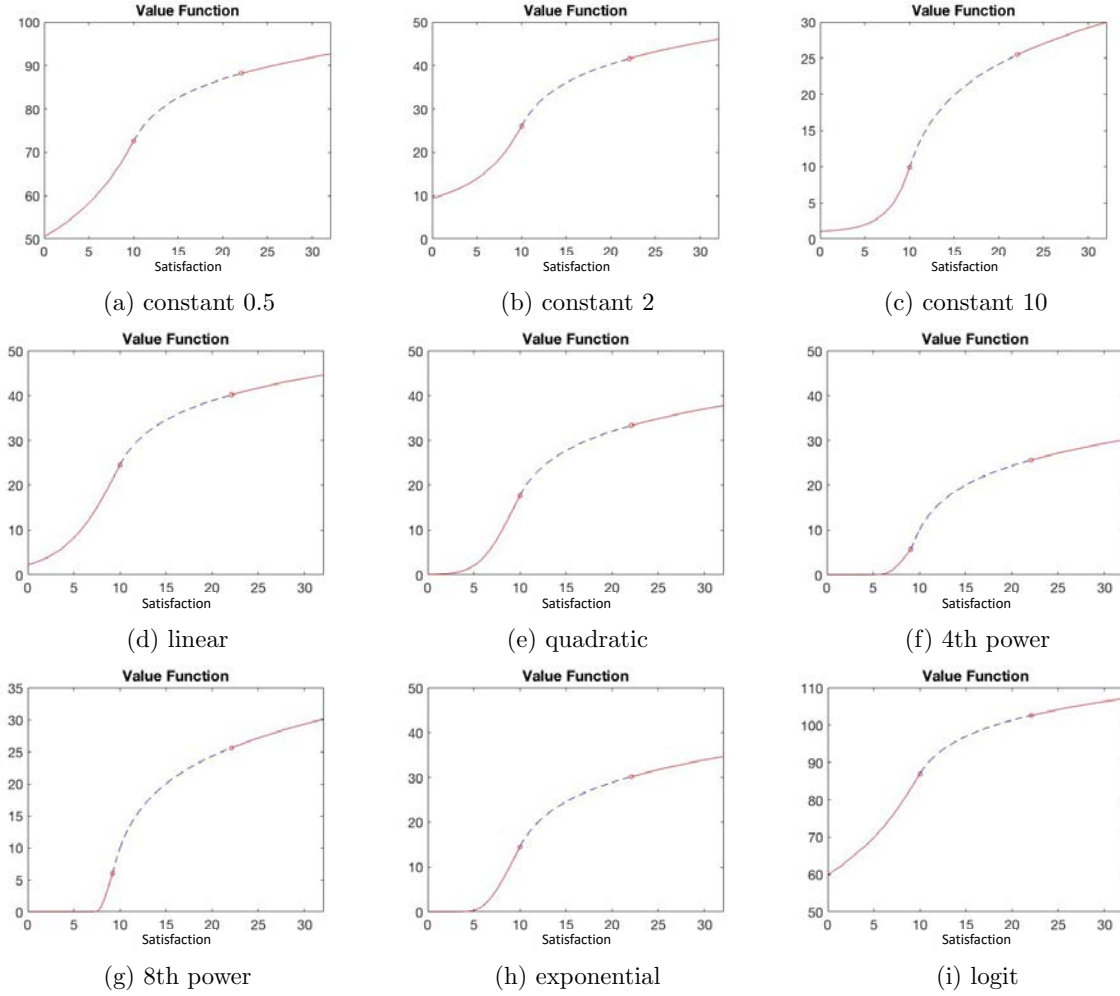 Value Function
Value Function
Value Function
100
90
80
70
60
50
0 5 10 15 20 25 30
Satisfaction
50
40
30
20
10
0
0 5 10 15 20 25 30
Satisfaction
30
25
20
15
10
5
0
0 5 10 15 20 25 30
Satisfaction
(a) constant 0.5
(b) constant 2
(c) constant 10
Value Function
Value Function
Value Function
50
40
30
20
10
0
0 5 10 15 20 25 30
Satisfaction
50
40
30
20
10
0
0 5 10 15 20 25 30
Satisfaction
50
40
30
20
10
0
0 5 10 15 20 25 30
Satisfaction
(d) linear
(e) quadratic
(f) 4th power
Value Function
Value Function
Value Function
35
30
25
20
15
10
5
0
0 5 10 15 20 25 30
Satisfaction
50
40
30
20
10
0
0 5 10 15 20 25 30
Satisfaction
110
100
90
80
70
60
50
0 5 10 15 20 25 30
Satisfaction
(g) 8th power
(h) exponential
(i) logit